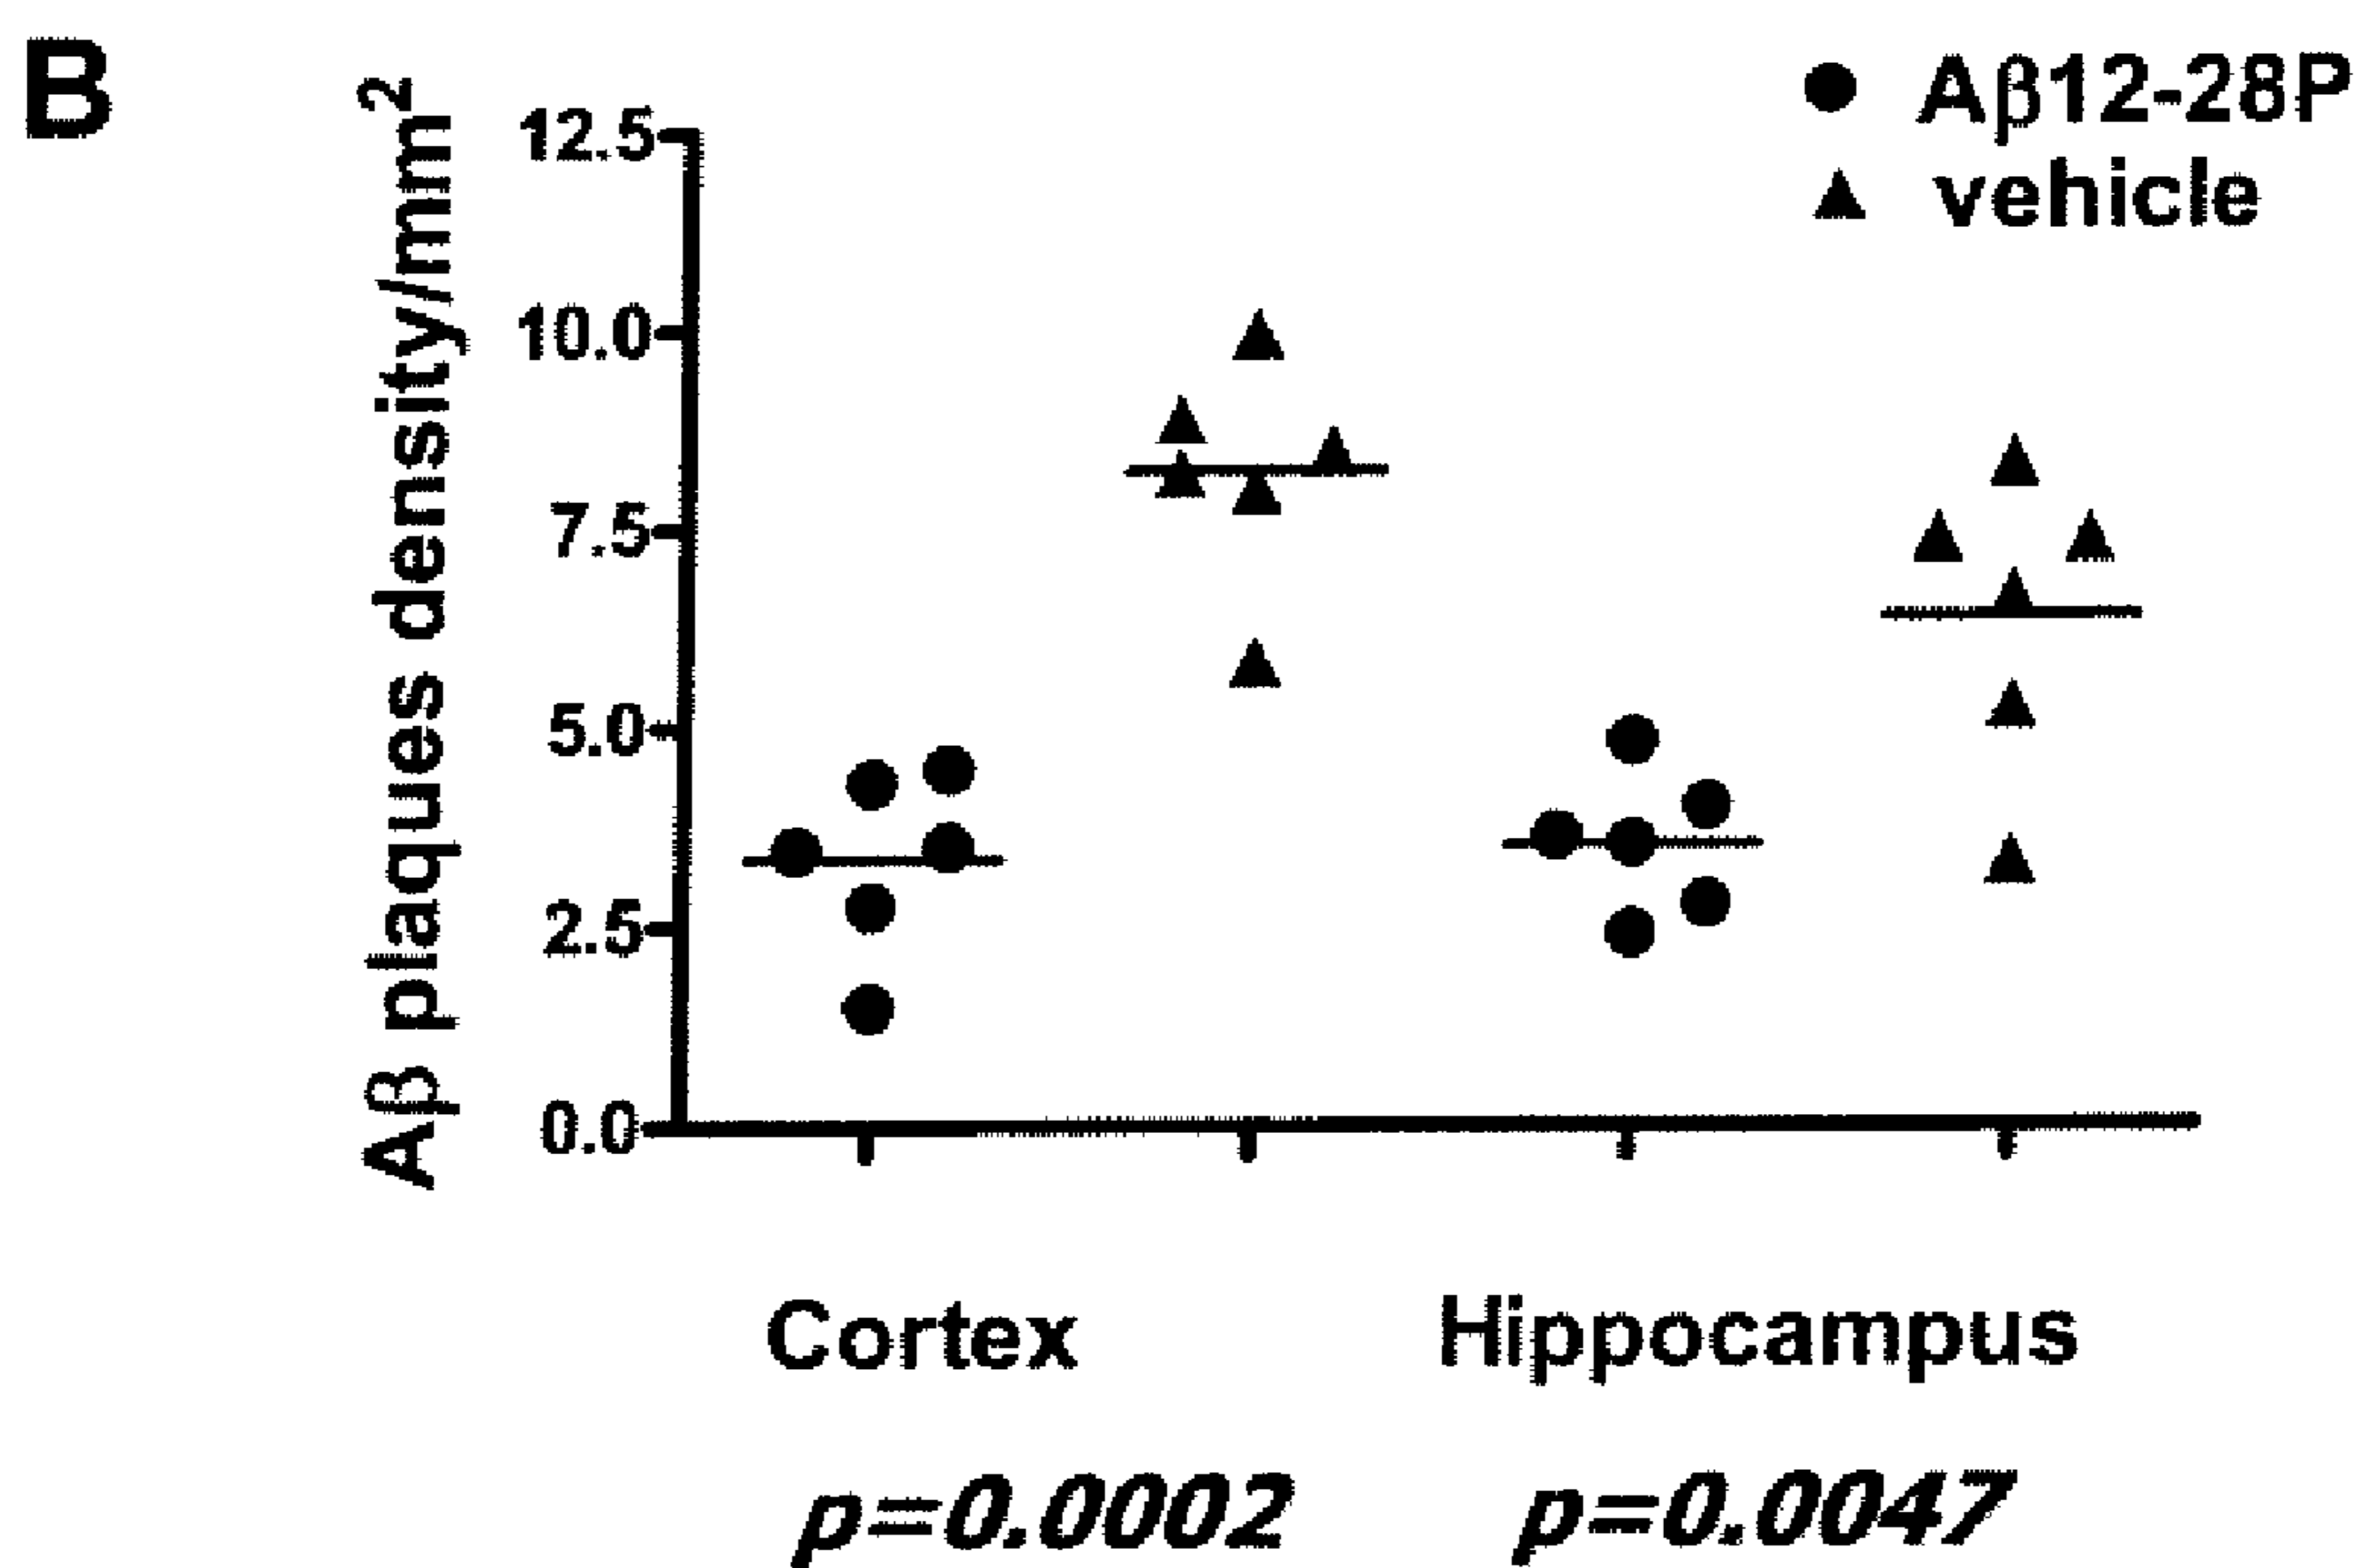 B
Aβ12-28P
vehicle
Aβ plaques density/mm²
12.5
10.0
7.5
5.0
2.5
0.0
Cortex
Hippocampus
p=0.0002
p=0.0047